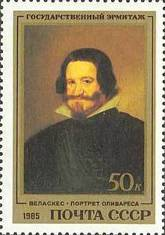 ГОСУДАРСТВЕННЫЙ ЭРМИТАЖ
50к
ВЕЛАСКЕС · ПОРТРЕТ ОЛИВАРЕСА
1985 ПОЧТА СССР